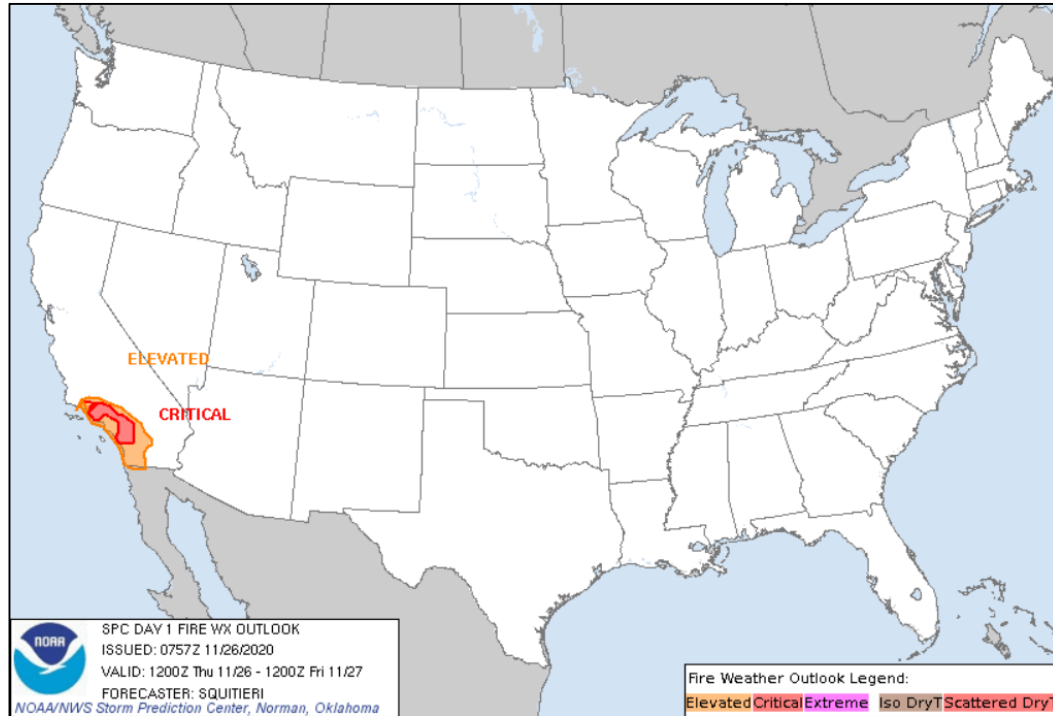 ELEVATED
CRITICAL
NOAA
SPC DAY 1 FIRE WX OUTLOOK
ISSUED: 0757Z 11/26/2020
VALID: 1200Z Thu 11/26 - 1200Z Fri 11/27
FORECASTER: SQUITIERI
NOAA/NWS Storm Prediction Center, Norman, Oklahoma
Fire Weather Outlook Legend:
Elevated Critical Extreme Iso DryT Scattered DryT